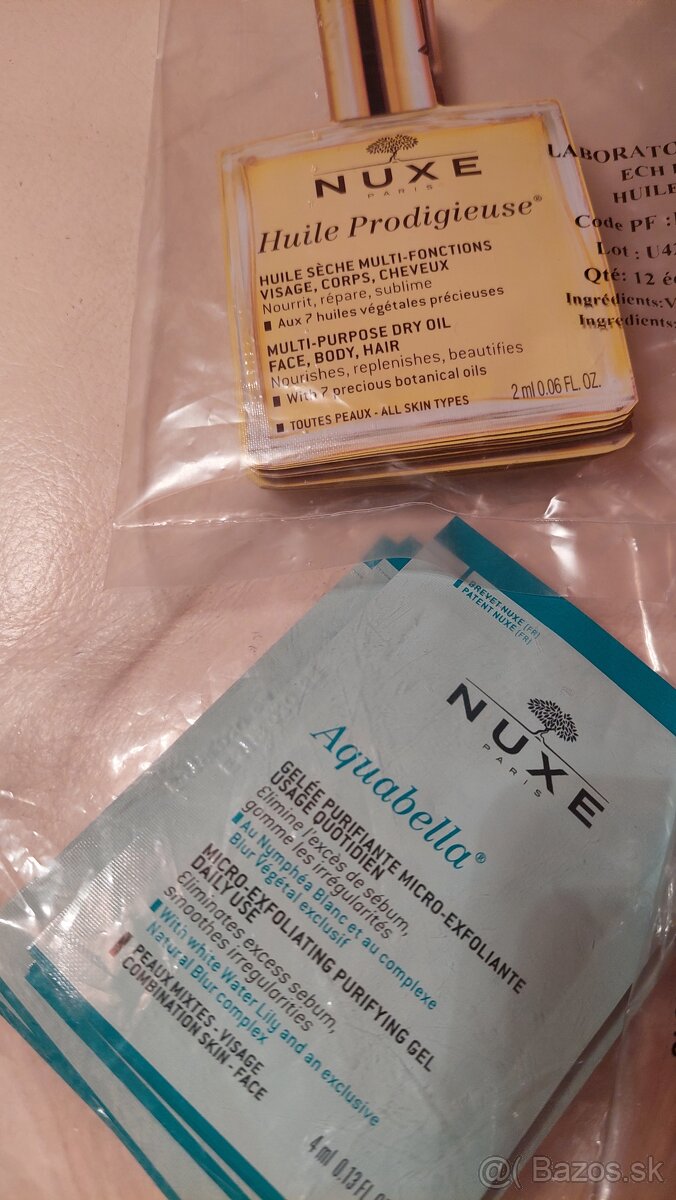 NUXE
PARIS
Huile Prodigieuse®
HUILE SÈCHE MULTI-FONCTIONS
VISAGE, CORPS, CHEVEUX
Nourrit, répare, sublime
Aux 7 huiles végétales précieuses
MULTI-PURPOSE DRY OIL
FACE, BODY, HAIR
Nourishes, replenishes, beautifies
With 7 precious botanical oils
TOUTES PEAUX - ALL SKIN TYPES
2 ml 0.06 FL. OZ.
LABORATO
ECH
HUILE
Code PF :
Lot : U4
Qté: 12 é
Ingrédients:V
Ingrédients:
BREVET NUXE (FR)
PATENT NUXE (FR)
NUXE
PARIS
Aquabella®
GELÉE PURIFIANTE MICRO-EXFOLIANTE
USAGE QUOTIDIEN
Élimine l'excès de sébum,
gomme les irrégularités
Au Nymphéa Blanc et au complexe
Blur Végétal exclusif
MICRO-EXFOLIATING PURIFYING GEL
DAILY USE
Eliminates excess sebum,
smoothes irregularities
With white Water Lily and an exclusive
Natural Blur complex
PEAUX MIXTES - VISAGE
COMBINATION SKIN - FACE
4 ml 0.13 FL. O
@( Bazos.sk